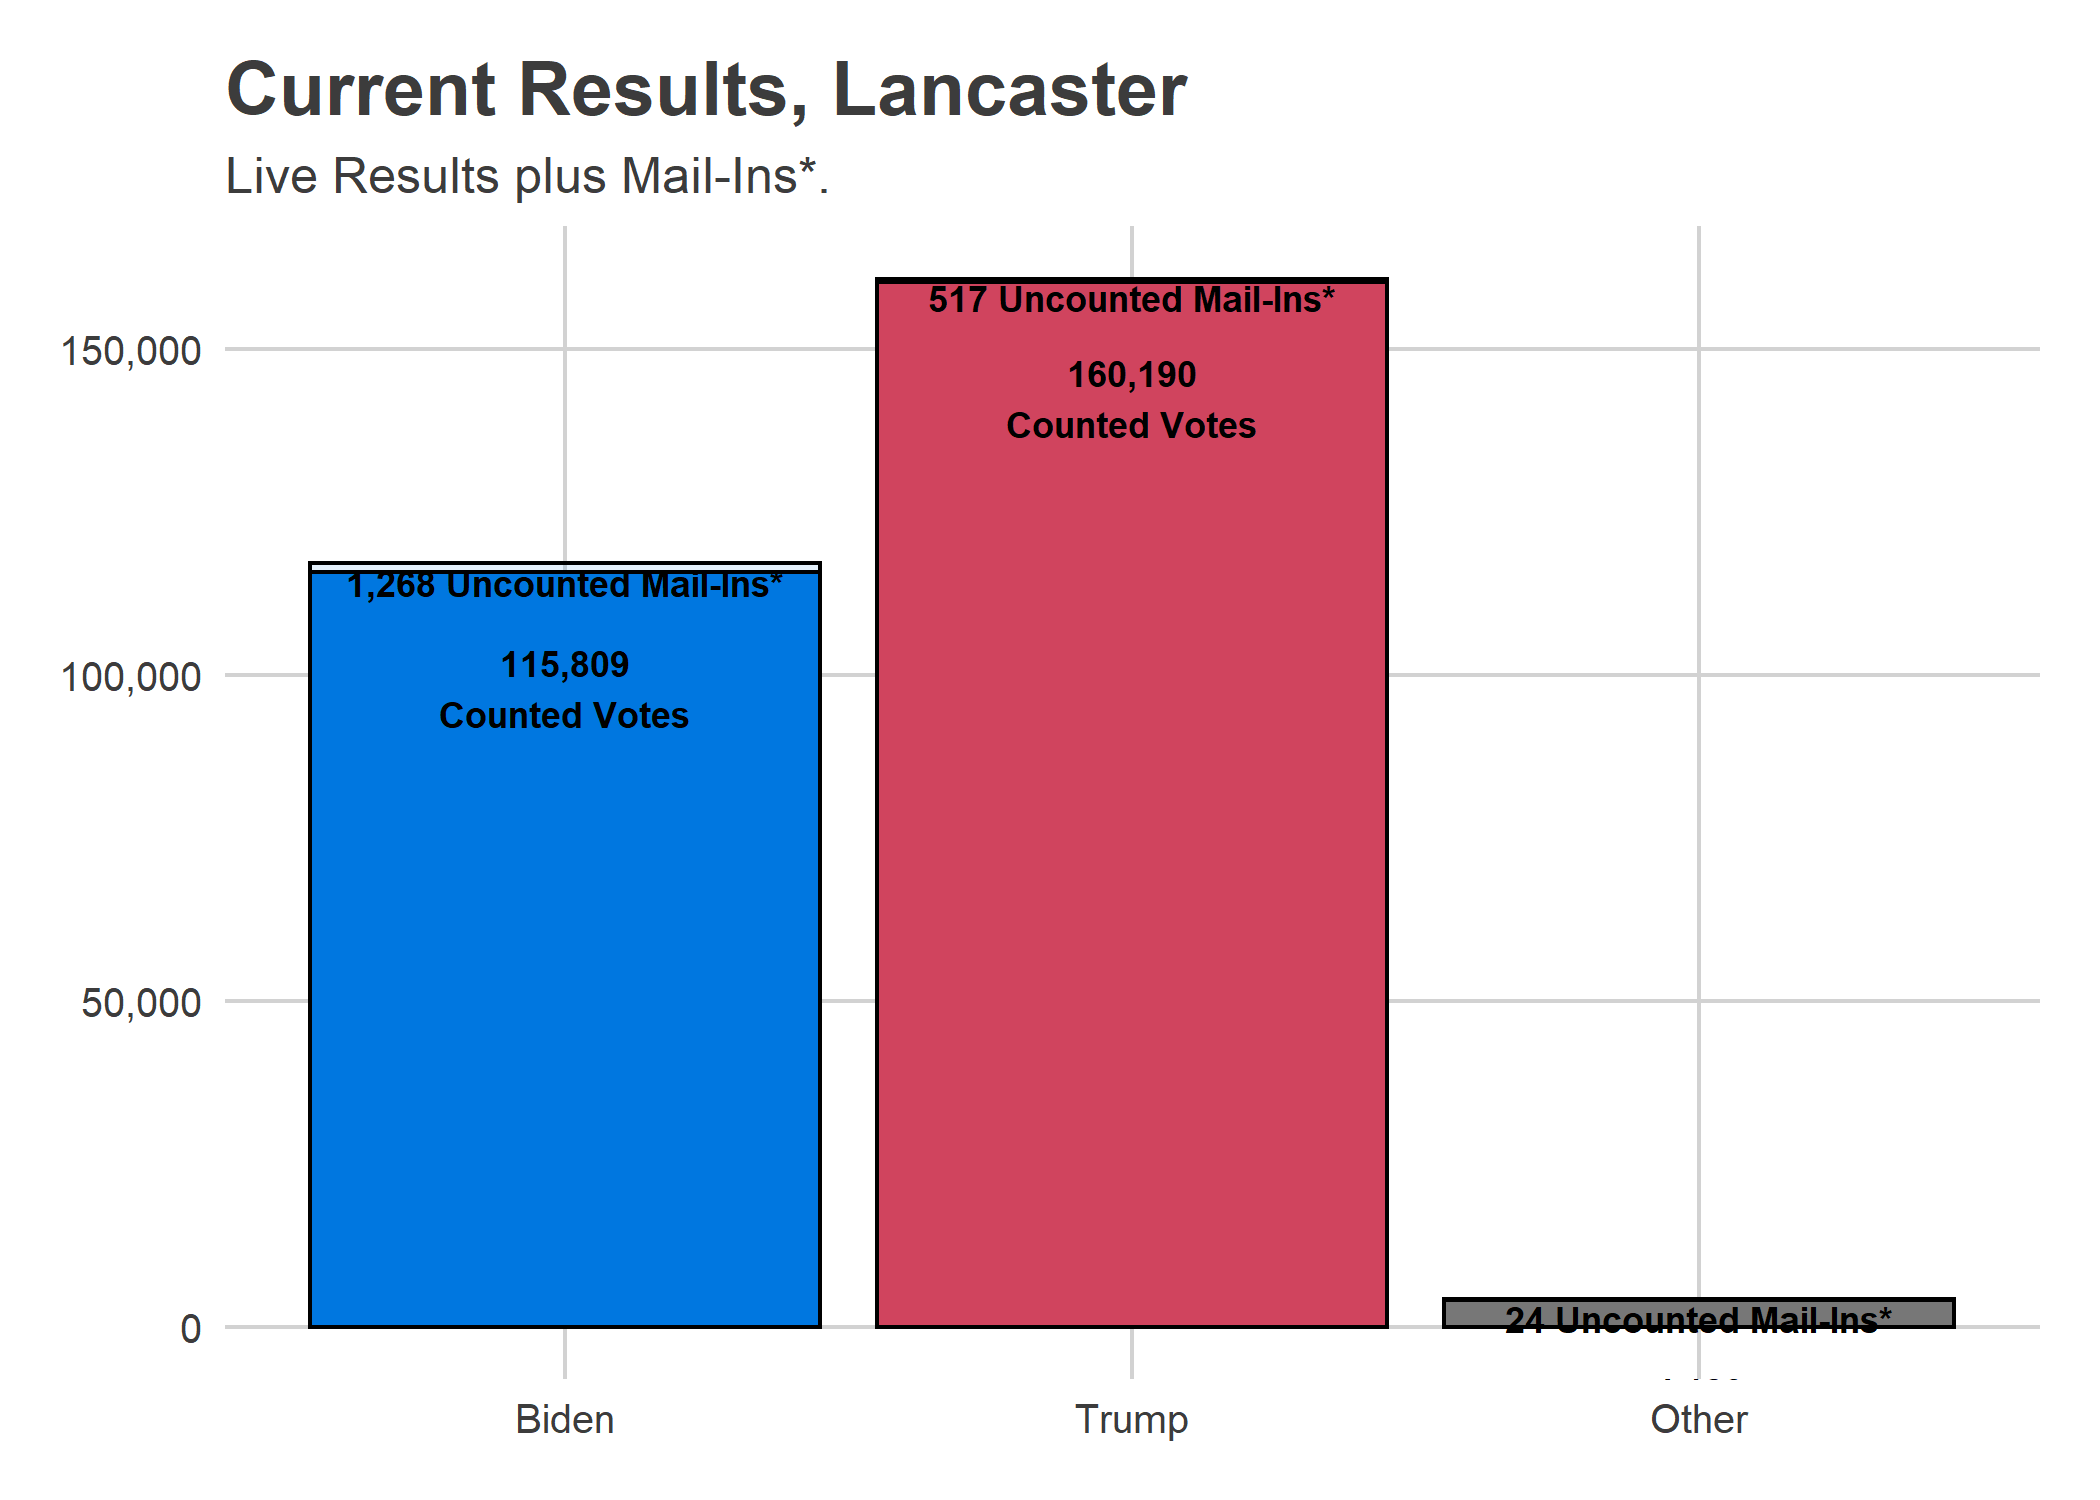 Current Results, Lancaster
Live Results plus Mail-Ins*.
150,000
100,000
50,000
0
517 Uncounted Mail-Ins*
160,190
Counted Votes
1,268 Uncounted Mail-Ins*
115,809
Counted Votes
24 Uncounted Mail-Ins*
Biden
Trump
Other